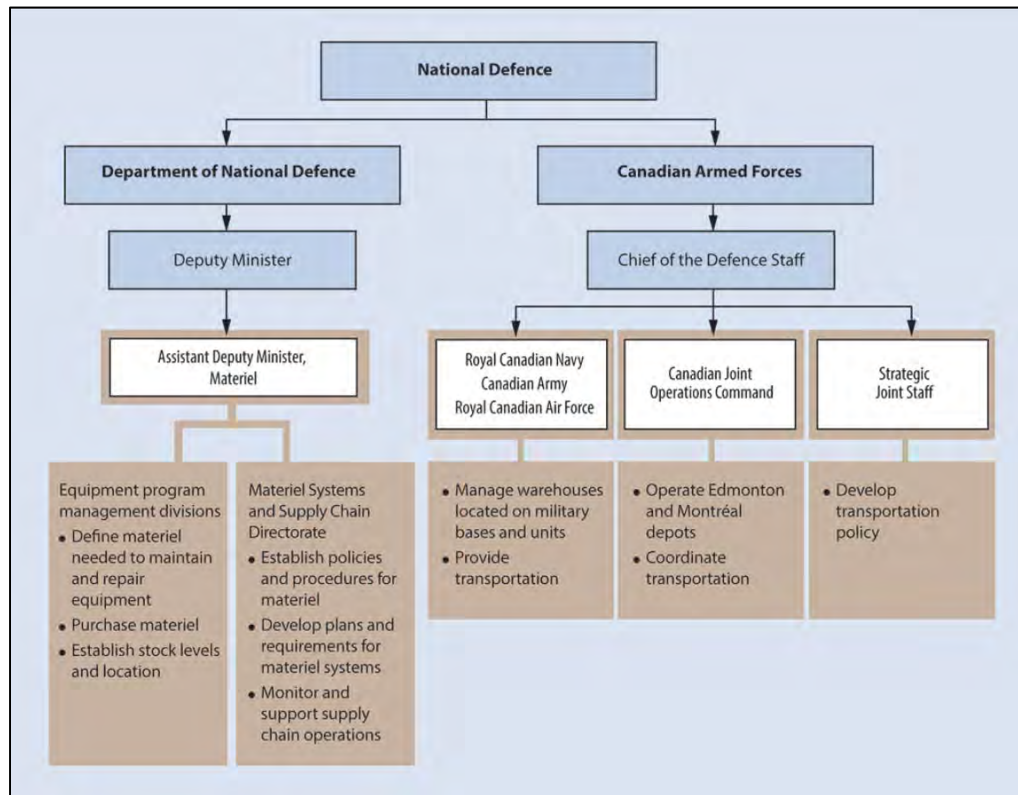 National Defence
Department of National Defence
Canadian Armed Forces
Deputy Minister
Chief of the Defence Staff
Assistant Deputy Minister,
Materiel
Royal Canadian Navy
Canadian Army
Royal Canadian Air Force
Canadian Joint
Operations Command
Strategic
Joint Staff
Equipment program
management divisions
• Define materiel
needed to maintain
and repair
equipment
• Purchase materiel
• Establish stock levels
and location
Materiel Systems
and Supply Chain
Directorate
• Establish policies
and procedures for
materiel
• Develop plans and
requirements for
materiel systems
• Monitor and
support supply
chain operations
• Manage warehouses
located on military
bases and units
• Provide
transportation
• Operate Edmonton
and Montréal
depots
• Coordinate
transportation
• Develop
transportation
policy